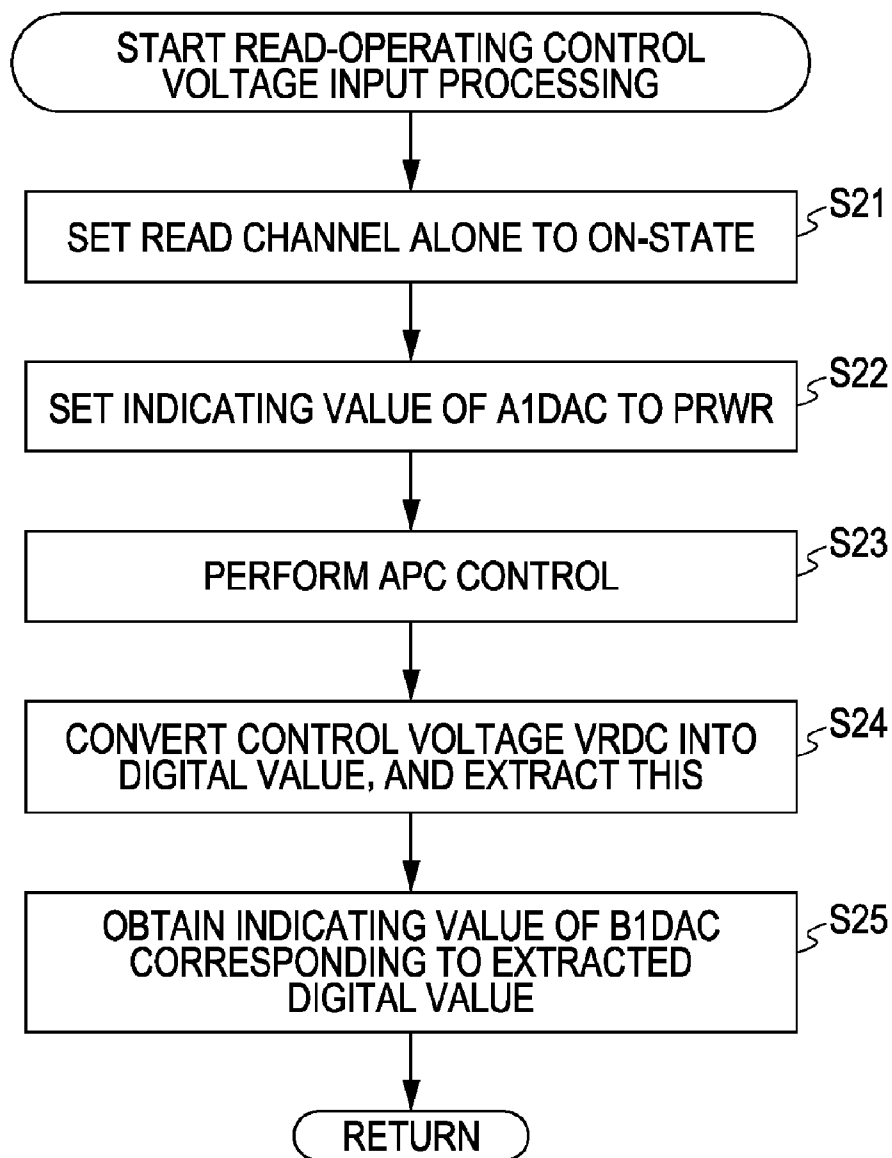 START READ-OPERATING CONTROL
VOLTAGE INPUT PROCESSING
S21
SET READ CHANNEL ALONE TO ON-STATE
S22
SET INDICATING VALUE OF A1DAC TO PRWR
S23
PERFORM APC CONTROL
S24
CONVERT CONTROL VOLTAGE VRDC INTO
DIGITAL VALUE, AND EXTRACT THIS
S25
OBTAIN INDICATING VALUE OF B1DAC
CORRESPONDING TO EXTRACTED
DIGITAL VALUE
RETURN